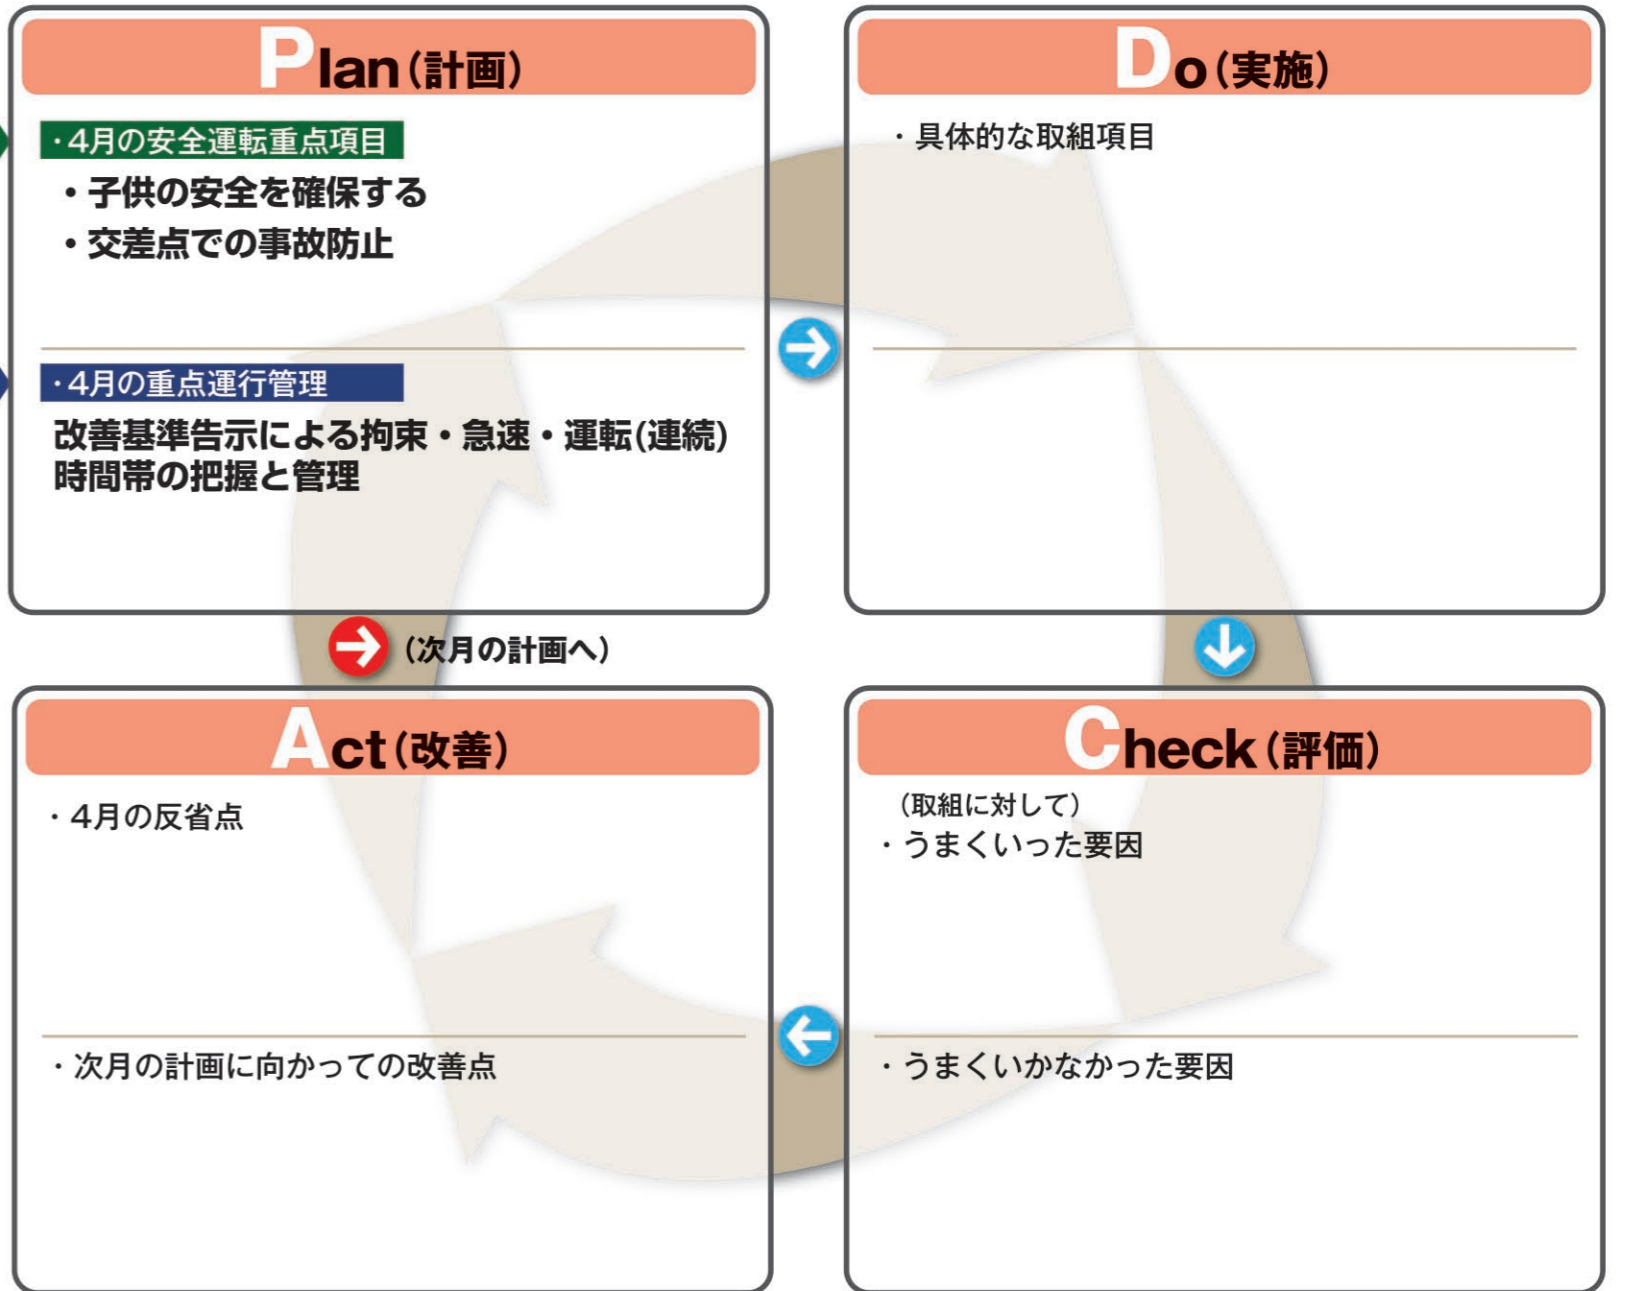 Plan(計画)
・4月の安全運転重点項目
・子供の安全を確保する
・交差点での事故防止
・4月の重点運行管理
改善基準告示による拘束・急速・運転(連続)
時間帯の把握と管理
Do(実施)
・具体的な取組項目
(次月の計画へ)
Act(改善)
・4月の反省点
・次月の計画に向かっての改善点
Check(評価)
(取組に対して)
・うまくいった要因
・うまくいかなかった要因